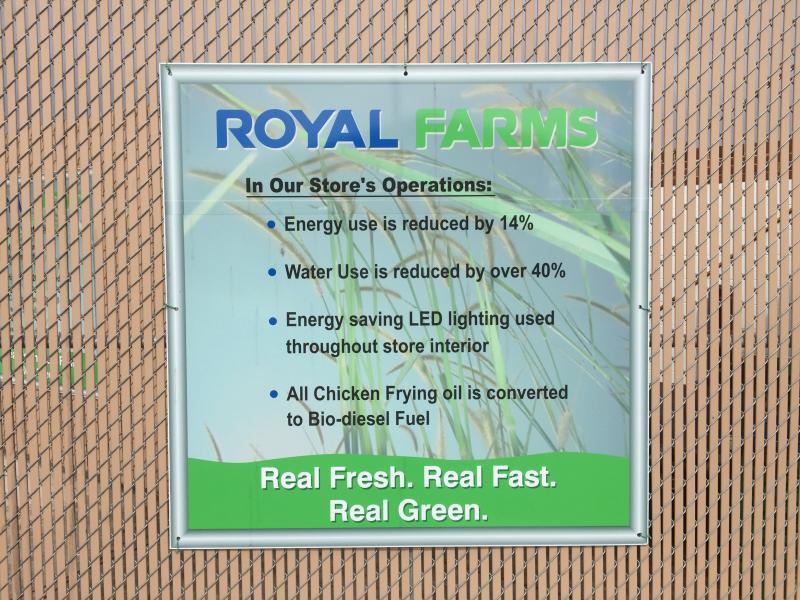 ROYAL FARMS
In Our Store's Operations:
• Energy use is reduced by 14%
• Water Use is reduced by over 40%
• Energy saving LED lighting used
throughout store interior
• All Chicken Frying oil is converted
to Bio-diesel Fuel
Real Fresh. Real Fast.
Real Green.